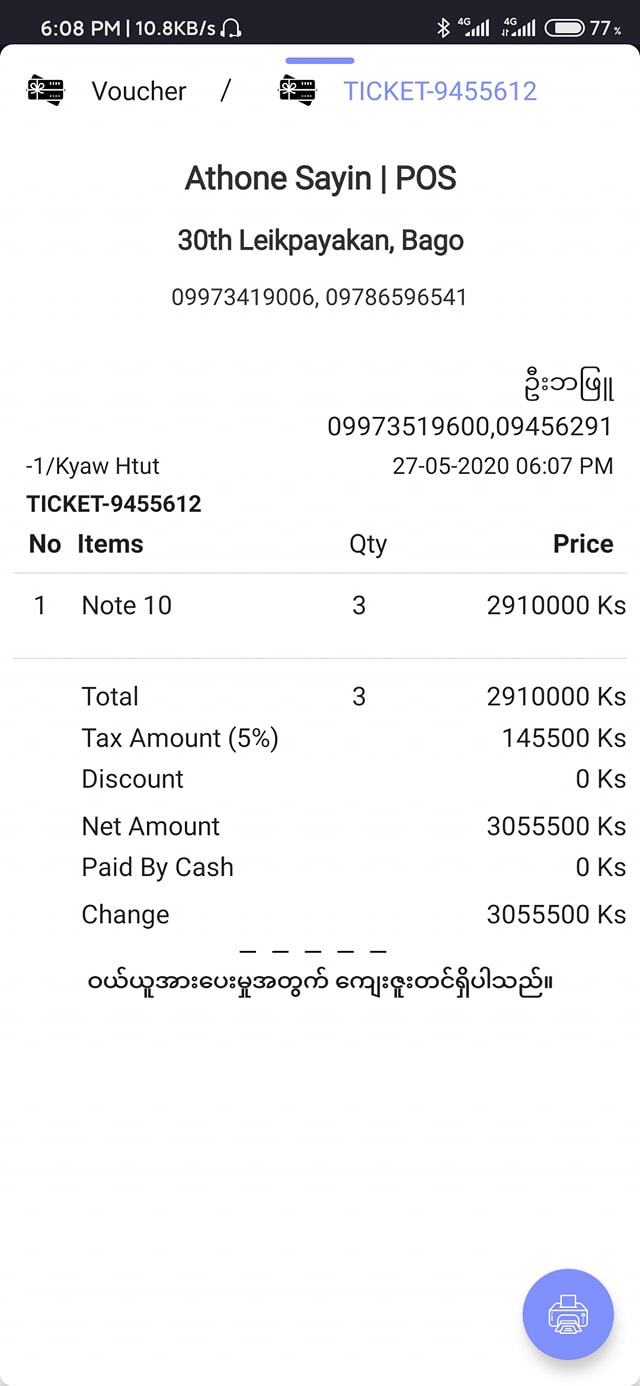 6:08 PM | 10.8KB/s 4G 4G 77%
Voucher / TICKET-9455612
Athone Sayin | POS
30th Leikpayakan, Bago
09973419006, 09786596541
ဦးဘဖြူ
09973519600,09456291
-1/Kyaw Htut 27-05-2020 06:07 PM
TICKET-9455612
No Items Qty Price
1 Note 10 3 2910000 Ks
Total 3 2910000 Ks
Tax Amount (5%) 145500 Ks
Discount 0 Ks
Net Amount 3055500 Ks
Paid By Cash 0 Ks
Change 3055500 Ks
_ _ _ _ _
ဝယ်ယူအားပေးမှုအတွက် ကျေးဇူးတင်ရှိပါသည်။